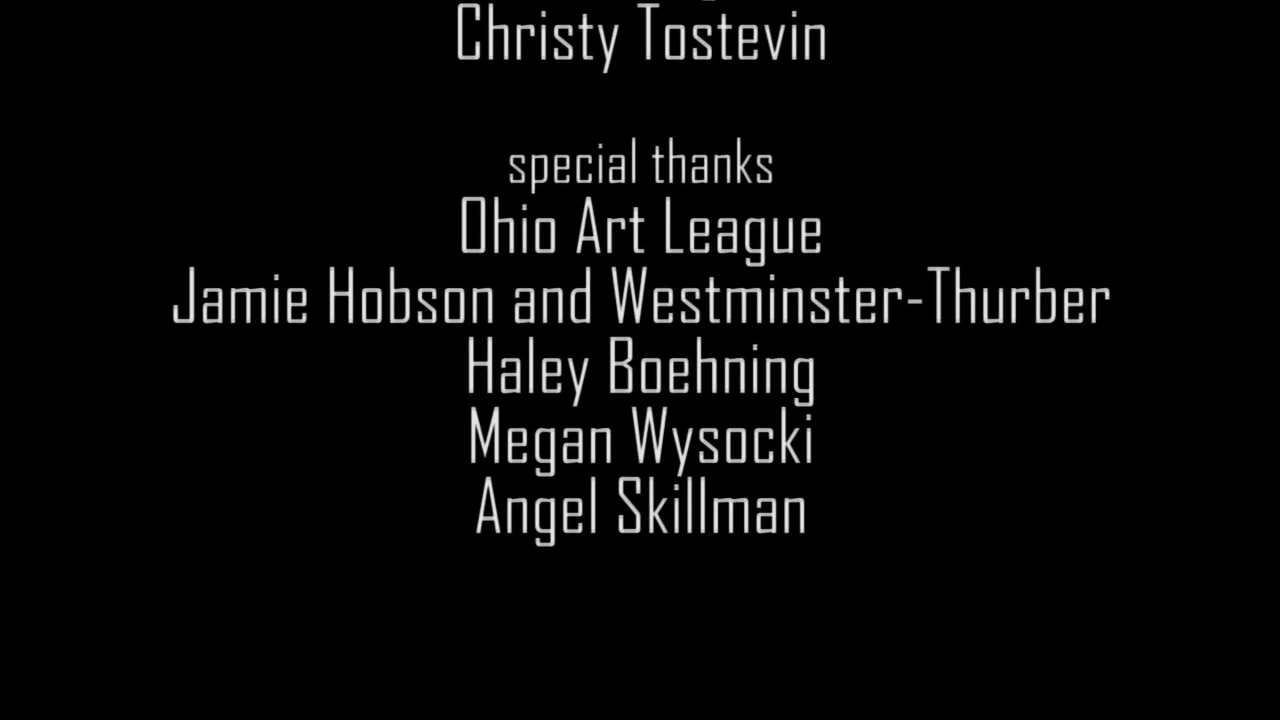 Christy Tostevin
special thanks
Ohio Art League
Jamie Hobson and Westminster-Thurber
Haley Boehning
Megan Wysocki
Angel Skillman